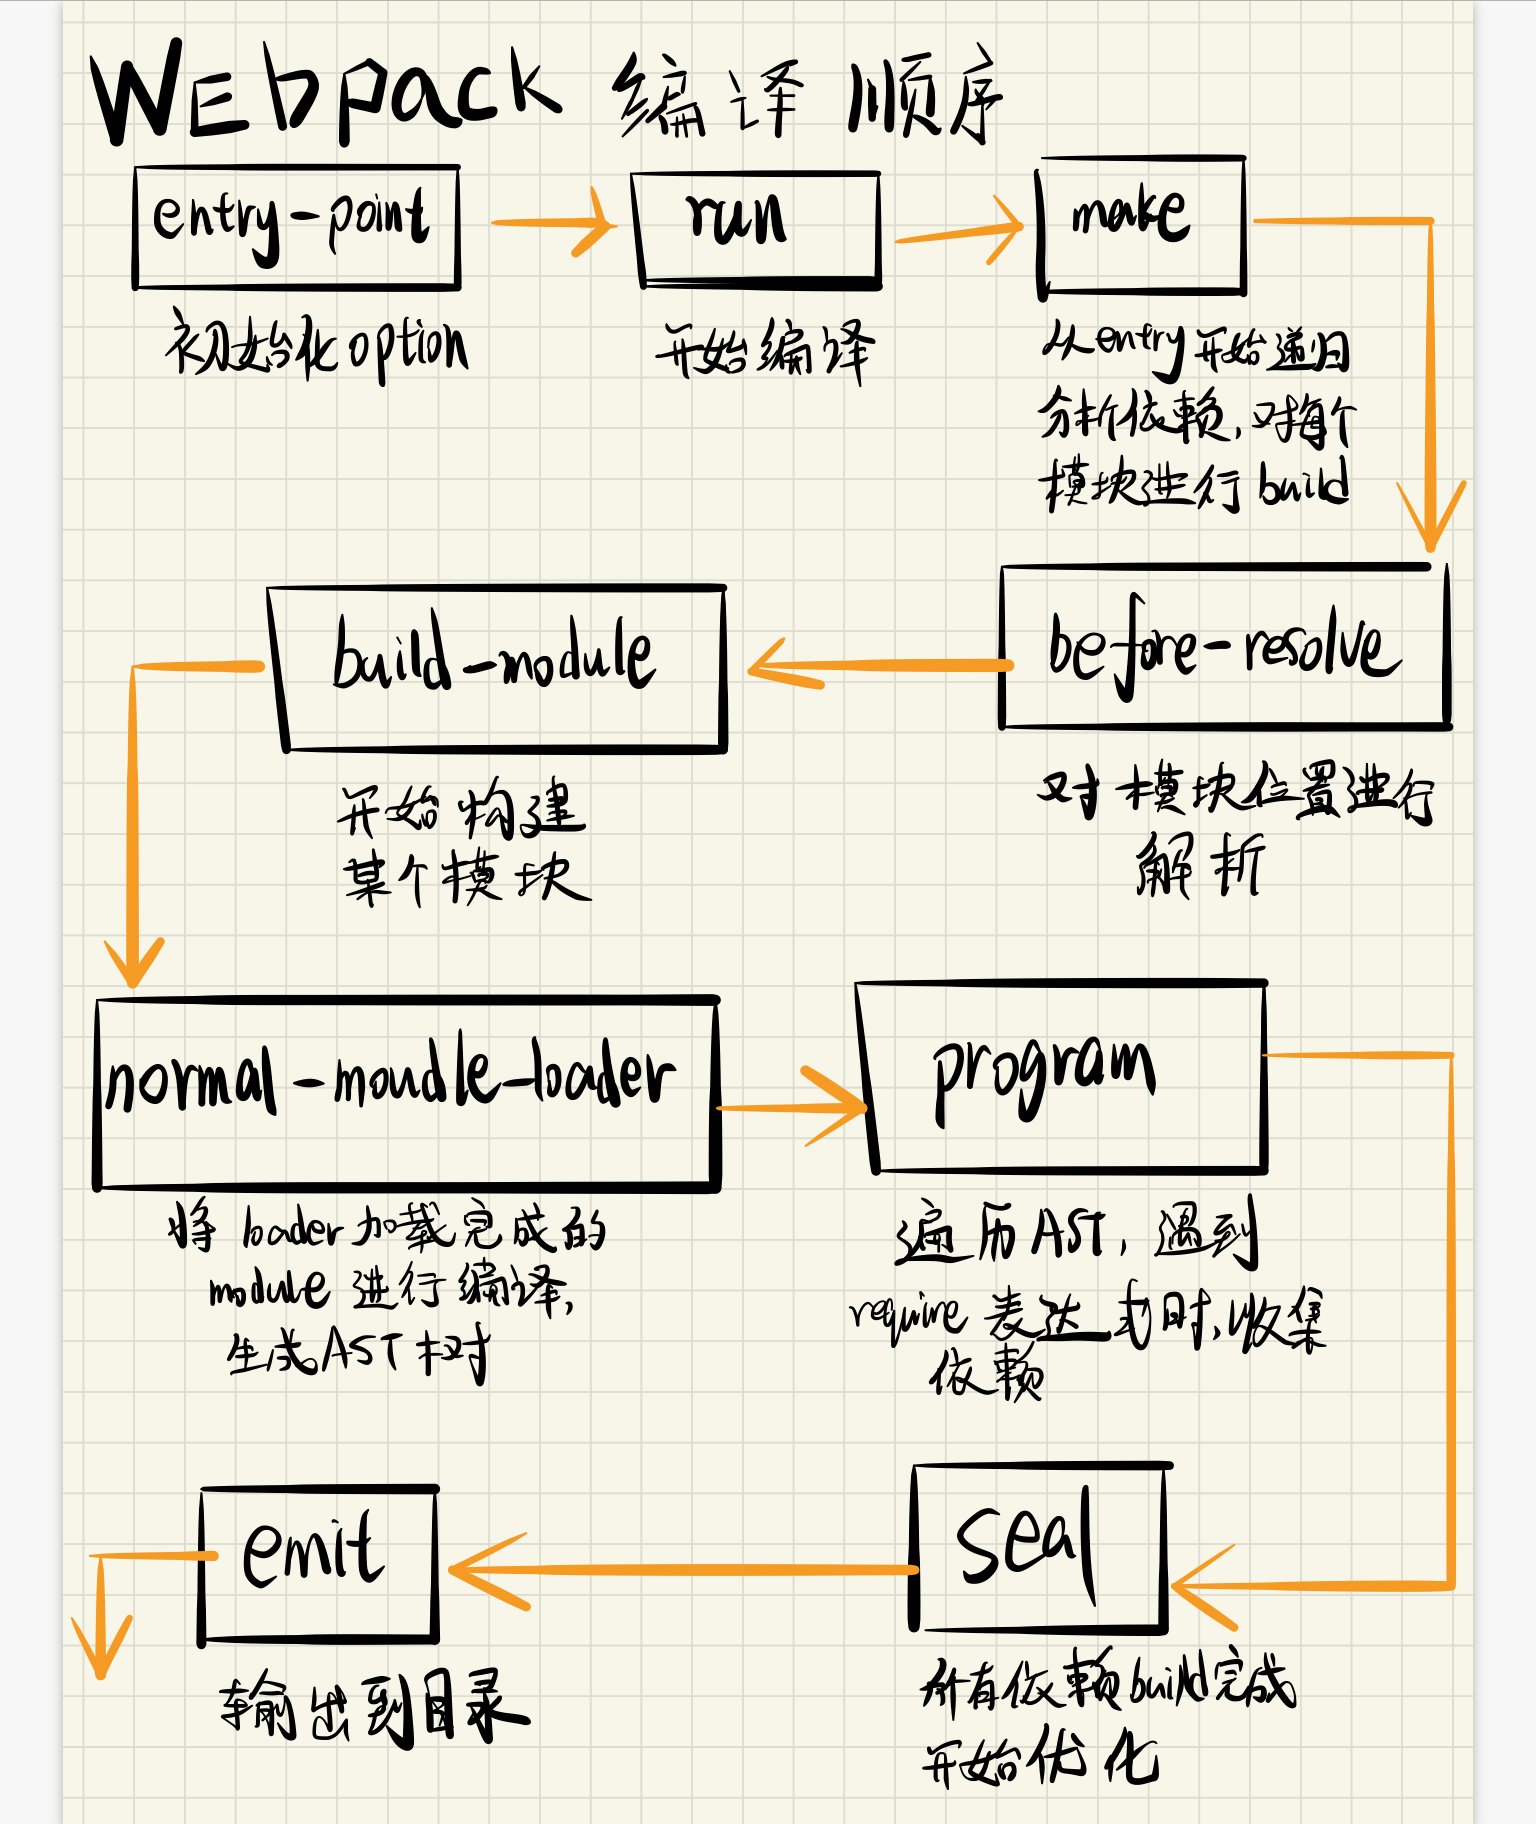 WEbpack 编译顺序
entry-point
run
make
初始化option
开始编译
从entry开始递归
分析依赖,对每个
模块进行build
build-module
before-resolve
开始构建
某个模块
对模块位置进行
解析
normal-moudle-loader
program
将loader加载完成的
module进行编译,
生成AST树
遍历AST,遇到
require表达式时,收集
依赖
emit
seal
输出到目录
所有依赖build完成
开始优化